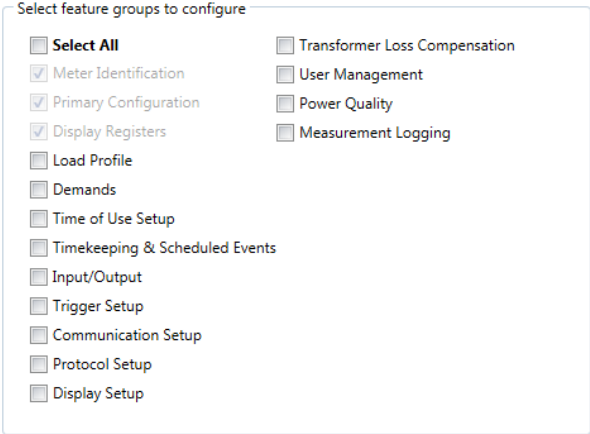 Select feature groups to configure
Select All
Meter Identification
Primary Configuration
Display Registers
Load Profile
Demands
Time of Use Setup
Timekeeping & Scheduled Events
Input/Output
Trigger Setup
Communication Setup
Protocol Setup
Display Setup
Transformer Loss Compensation
User Management
Power Quality
Measurement Logging